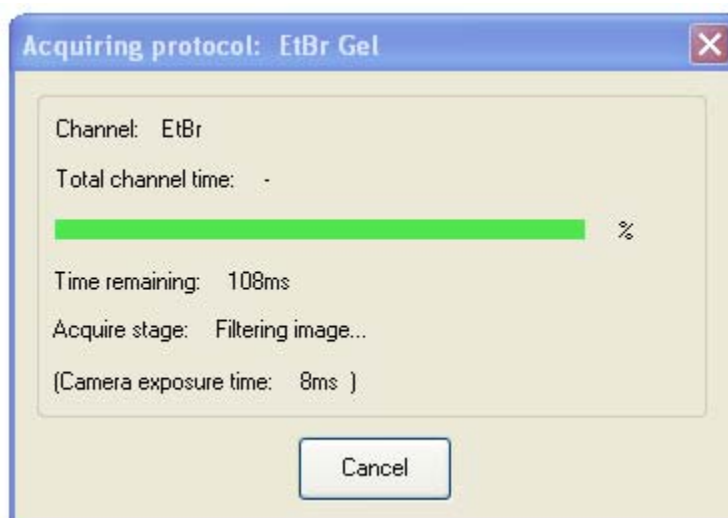 Acquiring protocol: EtBr Gel
Channel: EtBr
Total channel time: -
%
Time remaining: 108ms
Acquire stage: Filtering image...
(Camera exposure time: 8ms )
Cancel